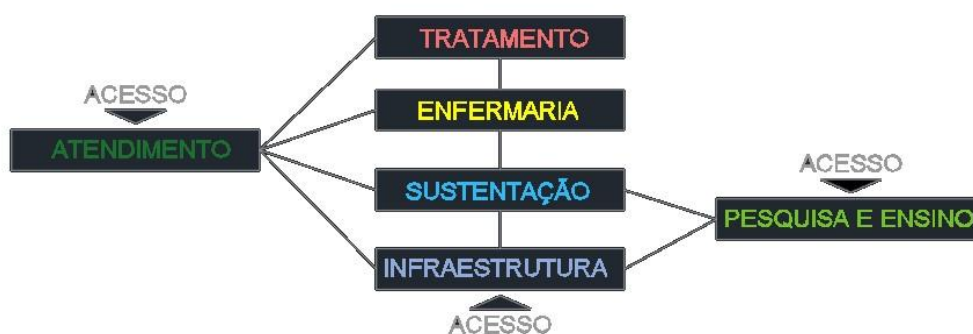 TRATAMENTO
ACESSO
ENFERMARIA
ATENDIMENTO
ACESSO
SUSTENTAÇÃO
PESQUISA E ENSINO
INFRAESTRUTURA
ACESSO